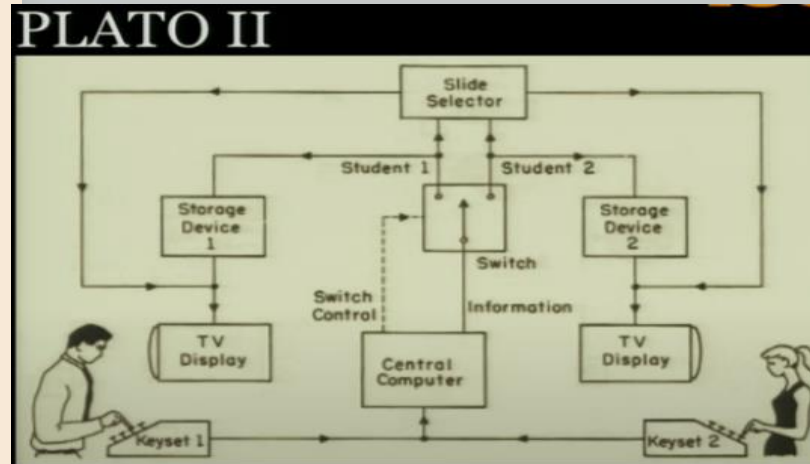 PLATO II
Slide
Selector
Student 1
Student 2
Storage
Device
1
Storage
Device
2
Switch
Switch
Control
Information
TV
Display
Central
Computer
TV
Display
Keyset 1
Keyset 2